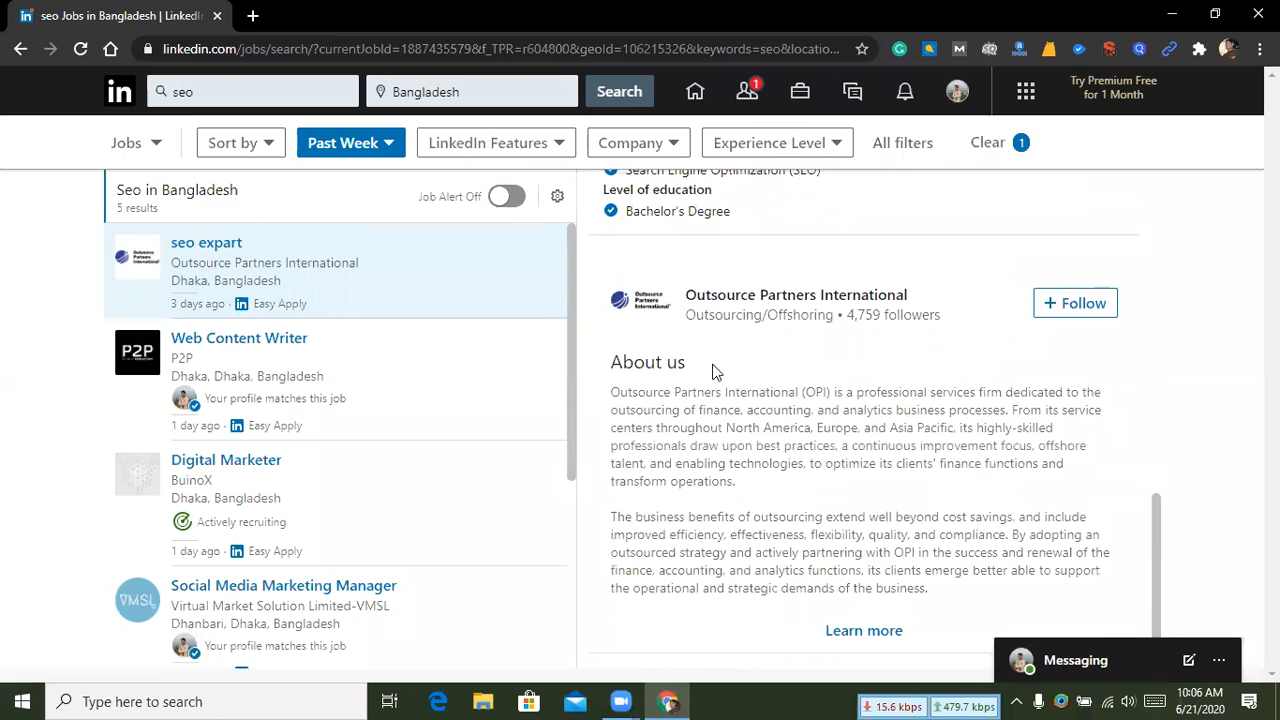 seo Jobs in Bangladesh | LinkedIn
linkedin.com/jobs/search/?currentJobId=1887435579&f_TPR=r604800&geoId=106215326&keywords=seo&locatio...
in
seo
Bangladesh
Search
1
Try Premium Free
for 1 Month
Jobs
Sort by
Past Week
LinkedIn Features
Company
Experience Level
All filters
Clear 1
Seo in Bangladesh
5 results
Job Alert Off
seo expart
Outsource Partners International
Dhaka, Bangladesh
3 days ago · in Easy Apply
Web Content Writer
P2P
P2P
Dhaka, Dhaka, Bangladesh
Your profile matches this job
1 day ago · in Easy Apply
Digital Marketer
BuinoX
Dhaka, Bangladesh
Actively recruiting
1 day ago · in Easy Apply
Social Media Marketing Manager
VMSL
Virtual Market Solution Limited-VMSL
Dhanbari, Dhaka, Bangladesh
Your profile matches this job
Search Engine Optimization (SEO)
Level of education
Bachelor's Degree
Outsource Partners International
Outsource Partners International
Outsourcing/Offshoring • 4,759 followers
+ Follow
About us
Outsource Partners International (OPI) is a professional services firm dedicated to the
outsourcing of finance, accounting, and analytics business processes. From its service
centers throughout North America, Europe, and Asia Pacific, its highly-skilled
professionals draw upon best practices, a continuous improvement focus, offshore
talent, and enabling technologies, to optimize its clients' finance functions and
transform operations.
The business benefits of outsourcing extend well beyond cost savings, and include
improved efficiency, effectiveness, flexibility, quality, and compliance. By adopting an
outsourced strategy and actively partnering with OPI in the success and renewal of the
finance, accounting, and analytics functions, its clients emerge better able to support
the operational and strategic demands of the business.
Learn more
Messaging
Type here to search
15.6 kbps
479.7 kbps
10:06 AM
6/21/2020